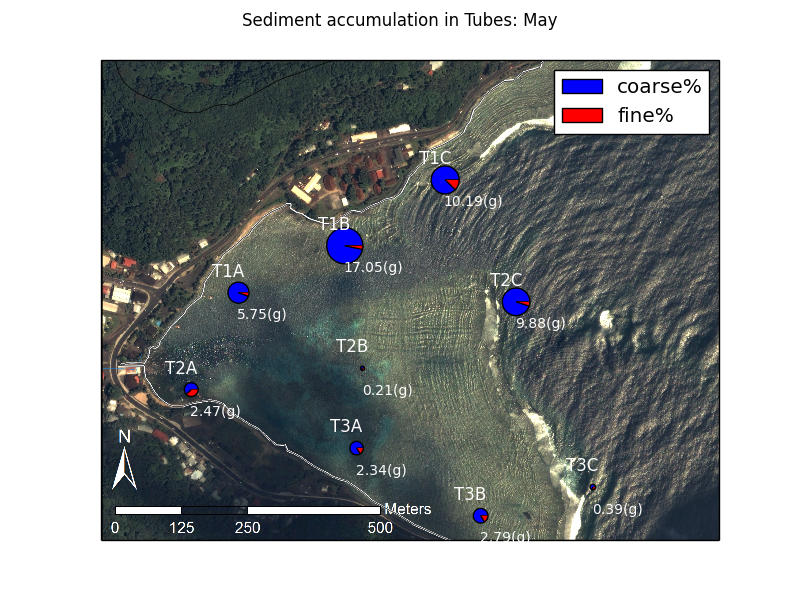 Sediment accumulation in Tubes: May
coarse%
fine%
T1C
10.19(g)
T1B
17.05(g)
T1A
5.75(g)
T2C
9.88(g)
T2B
0.21(g)
T2A
2.47(g)
T3A
2.34(g)
T3C
0.39(g)
T3B
2.79(g)
N
Meters
0 125 250 500